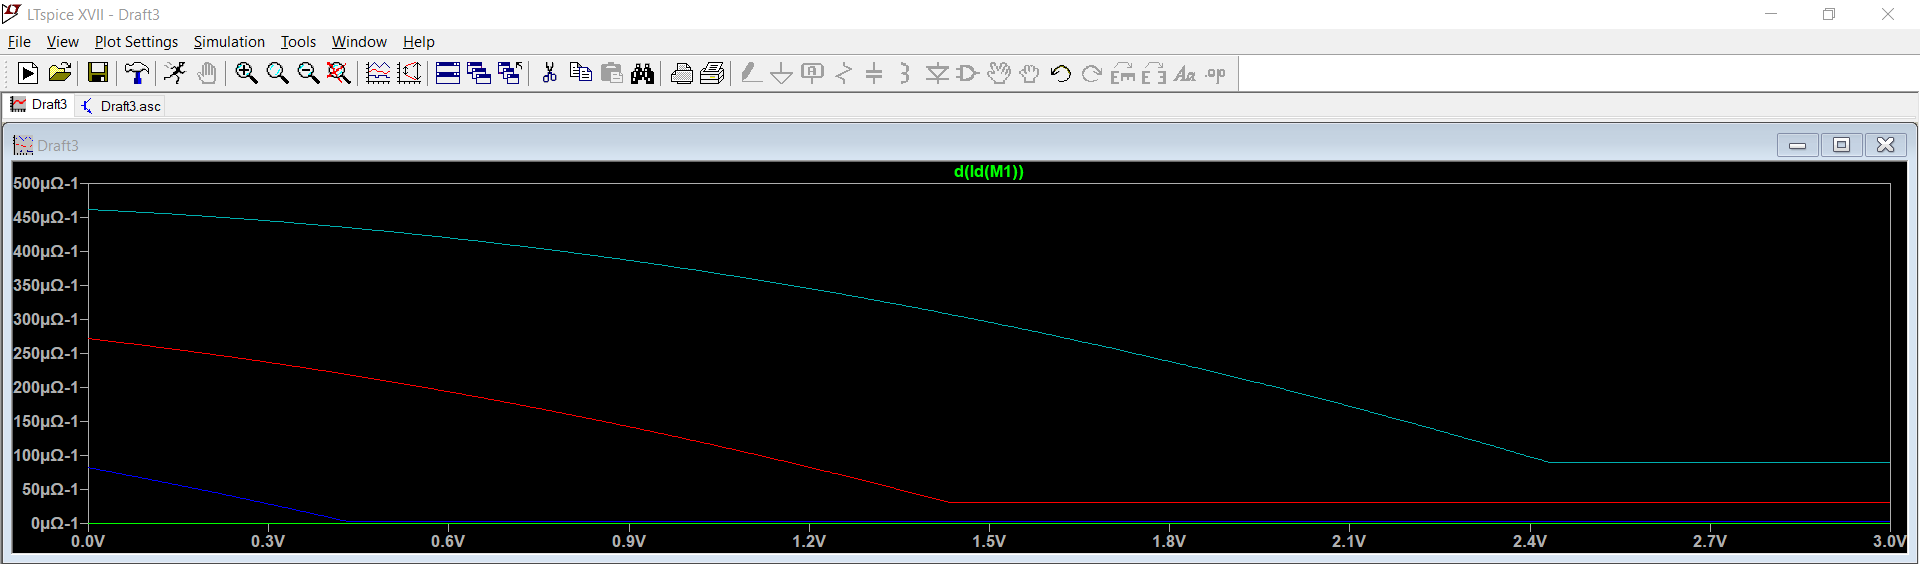 LTspice XVII - Draft3
File View Plot Settings Simulation Tools Window Help
Draft3 Draft3.asc
Draft3
d(Id(M1))
500µΩ-1
450µΩ-1
400µΩ-1
350µΩ-1
300µΩ-1
250µΩ-1
200µΩ-1
150µΩ-1
100µΩ-1
50µΩ-1
0µΩ-1
0.0V 0.3V 0.6V 0.9V 1.2V 1.5V 1.8V 2.1V 2.4V 2.7V 3.0V